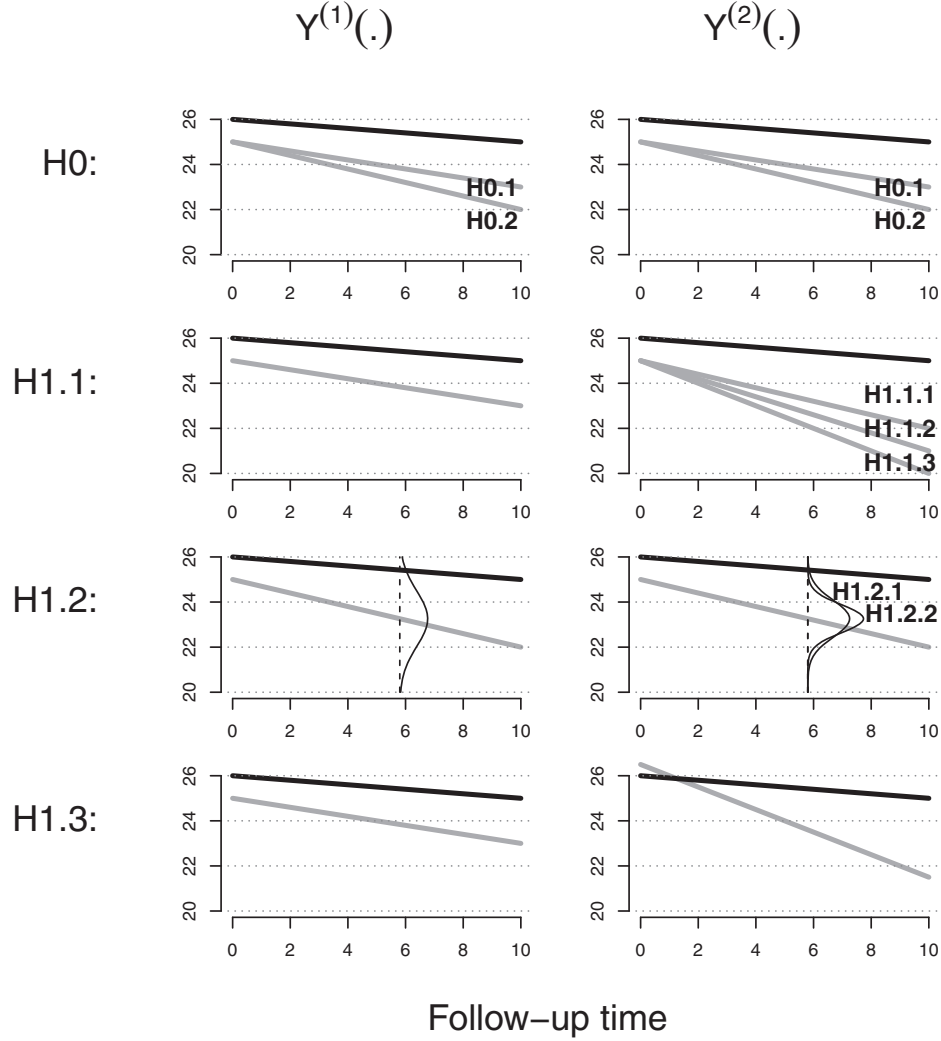 Y(1)(.) Y(2)(.)
H0:
26 26
24 24
H0.1 H0.1
22 22
H0.2 H0.2
20 20
0 2 4 6 8 10 0 2 4 6 8 10
H1.1:
26 26
24 24
H1.1.1
22 22
H1.1.2
H1.1.3
20 20
0 2 4 6 8 10 0 2 4 6 8 10
H1.2:
26 26
24 24
H1.2.1
H1.2.2
22 22
20 20
0 2 4 6 8 10 0 2 4 6 8 10
H1.3:
26 26
24 24
22 22
20 20
0 2 4 6 8 10 0 2 4 6 8 10
Follow−up time